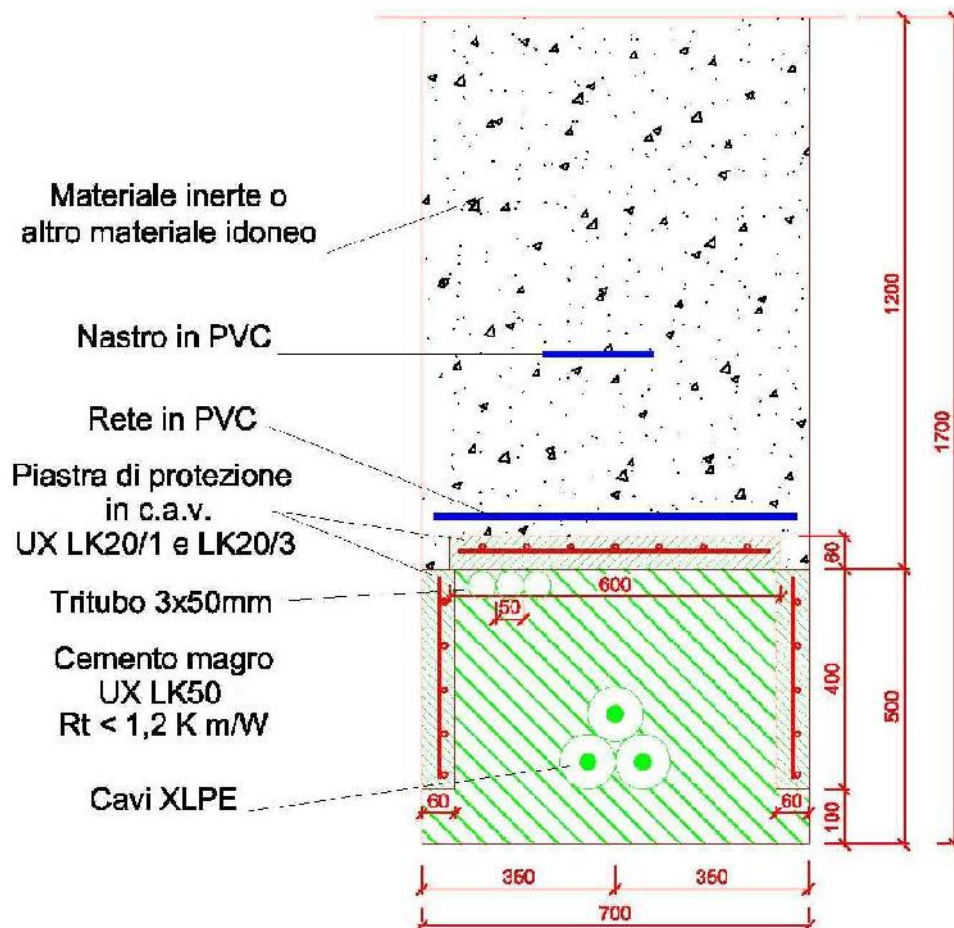 Materiale inerte o
altro materiale idoneo
Nastro in PVC
Rete in PVC
Piastra di protezione
in c.a.v.
UX LK20/1 e LK20/3
Tritubo 3x50mm
Cemento magro
UX LK50
Rt < 1,2 K m/W
Cavi XLPE
1200
1700
60
600
50
400
500
60
60
100
350
350
700